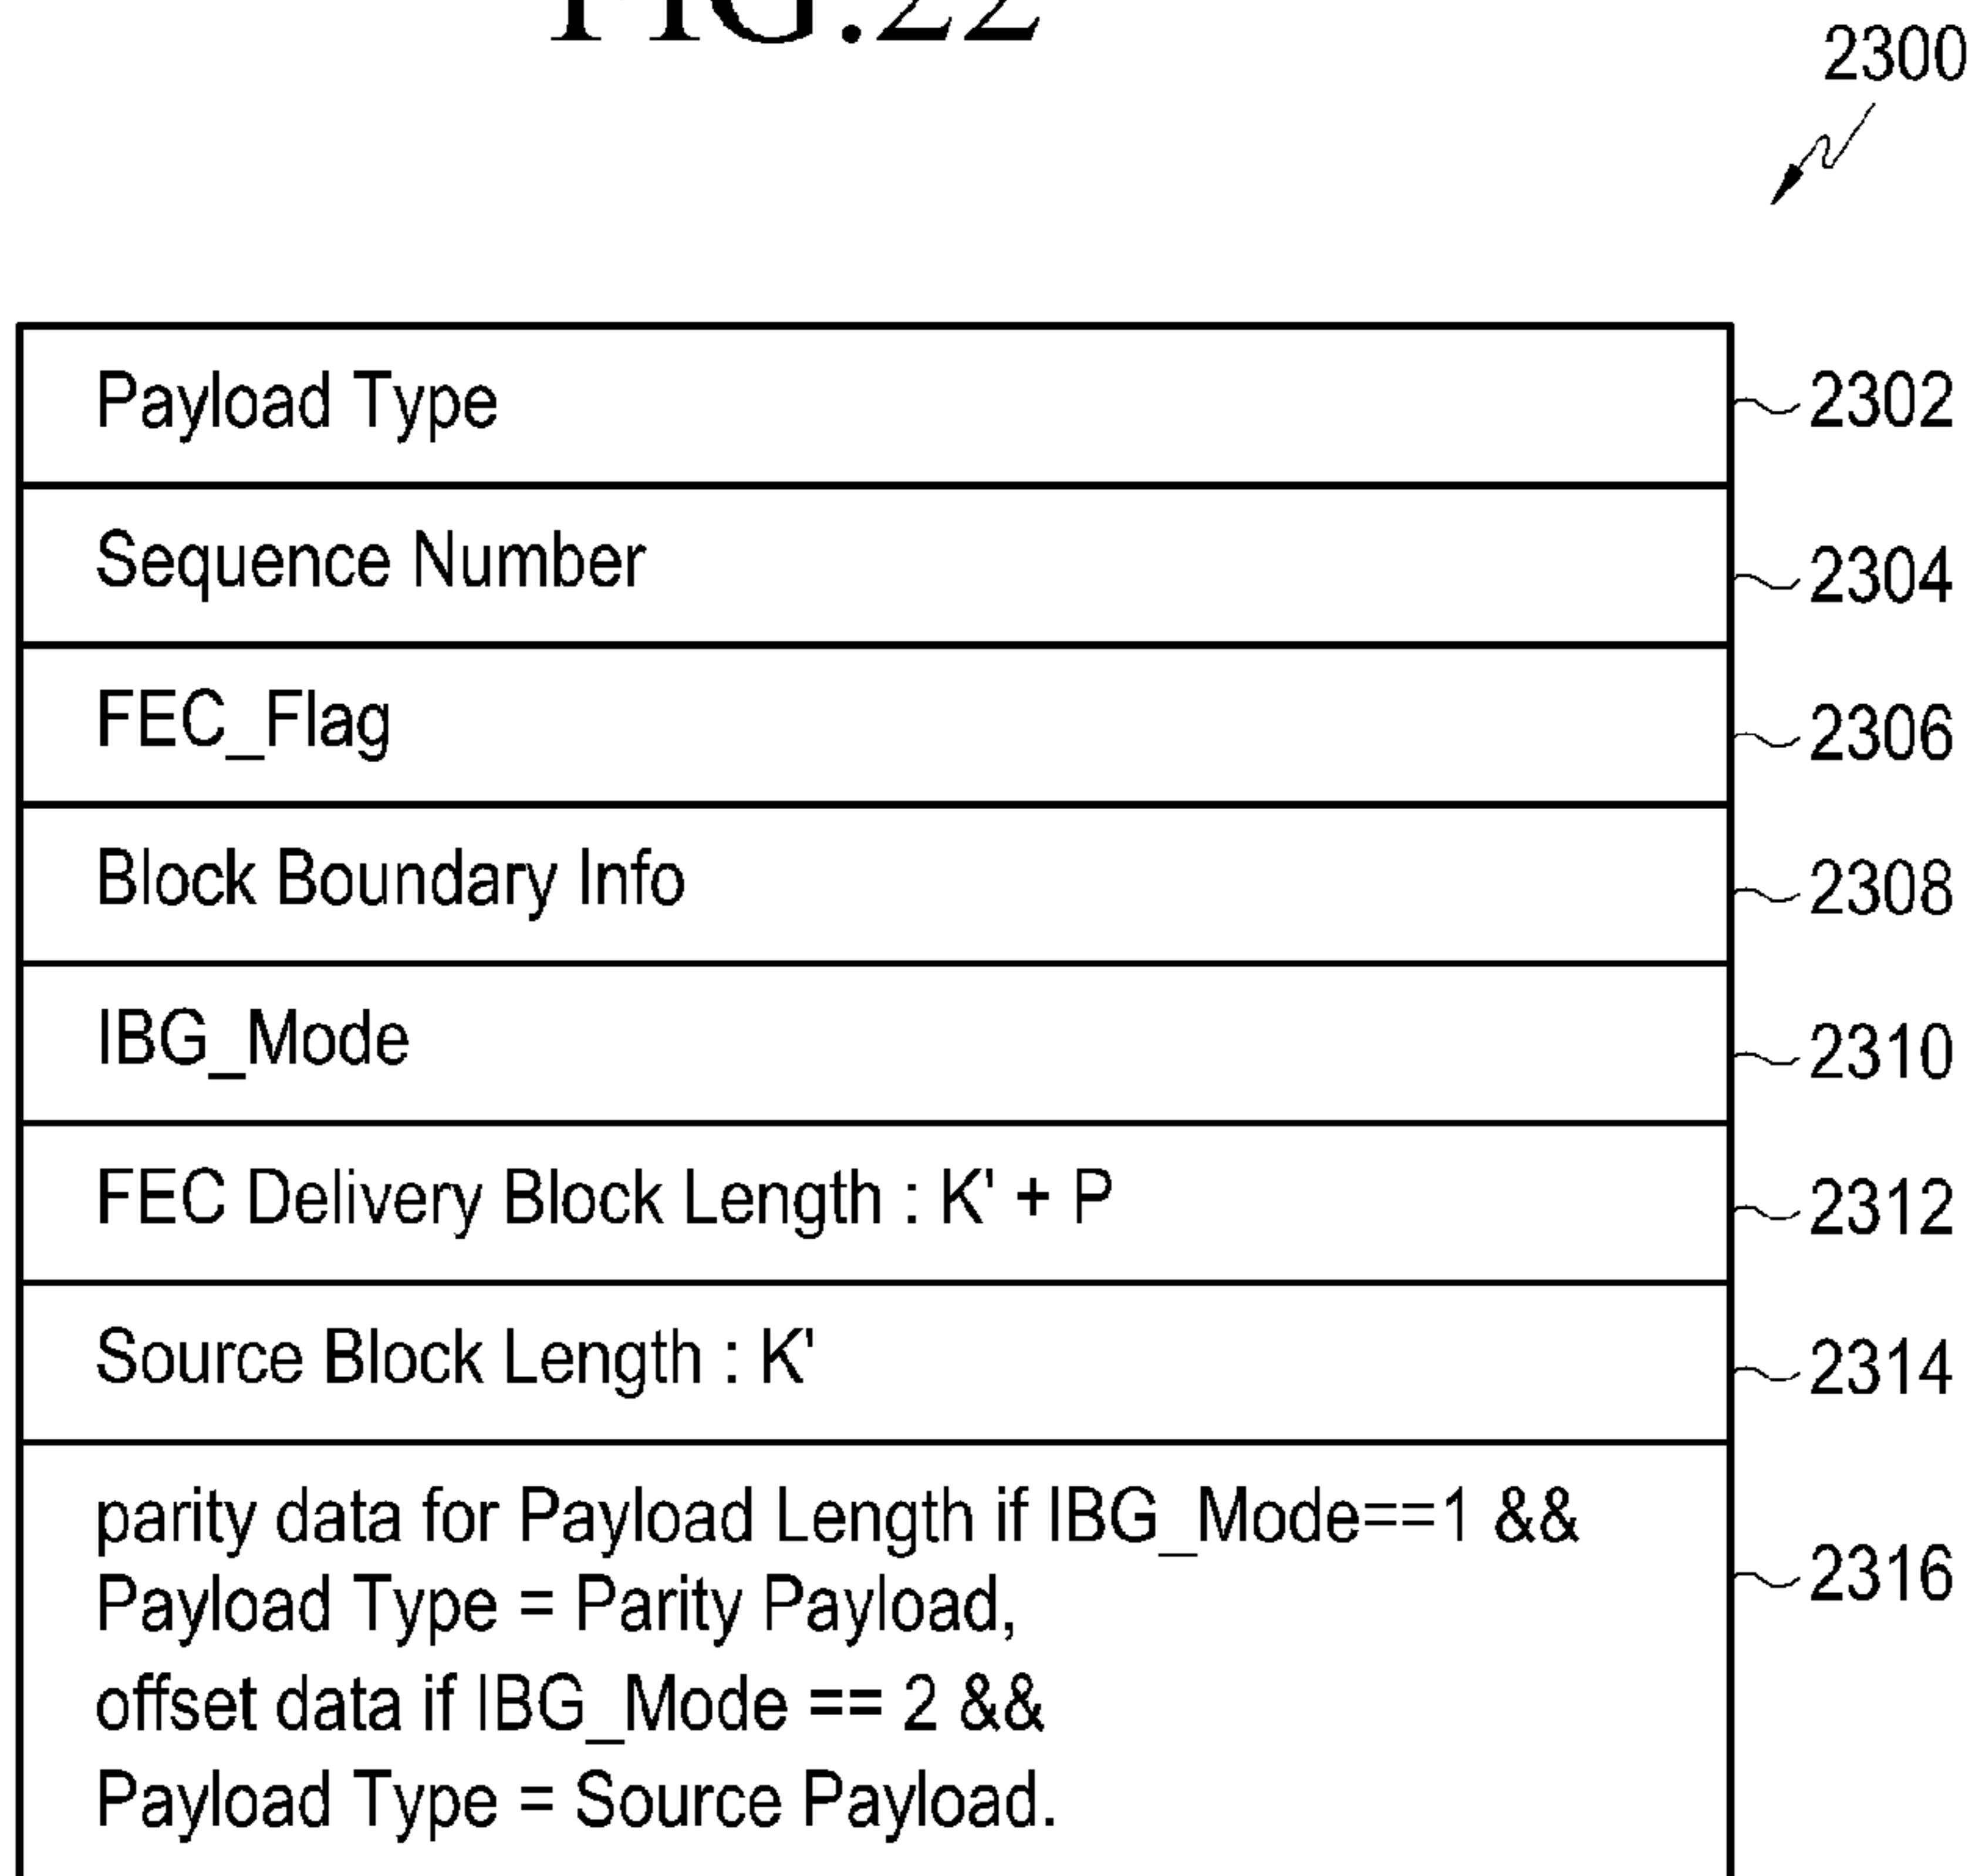 FIG.22
2300
Payload Type
2302
Sequence Number
2304
FEC_Flag
2306
Block Boundary Info
2308
IBG_Mode
2310
FEC Delivery Block Length : K' + P
2312
Source Block Length : K'
2314
parity data for Payload Length if IBG_Mode==1 &&
Payload Type = Parity Payload,
2316
offset data if IBG_Mode == 2 &&
Payload Type = Source Payload.